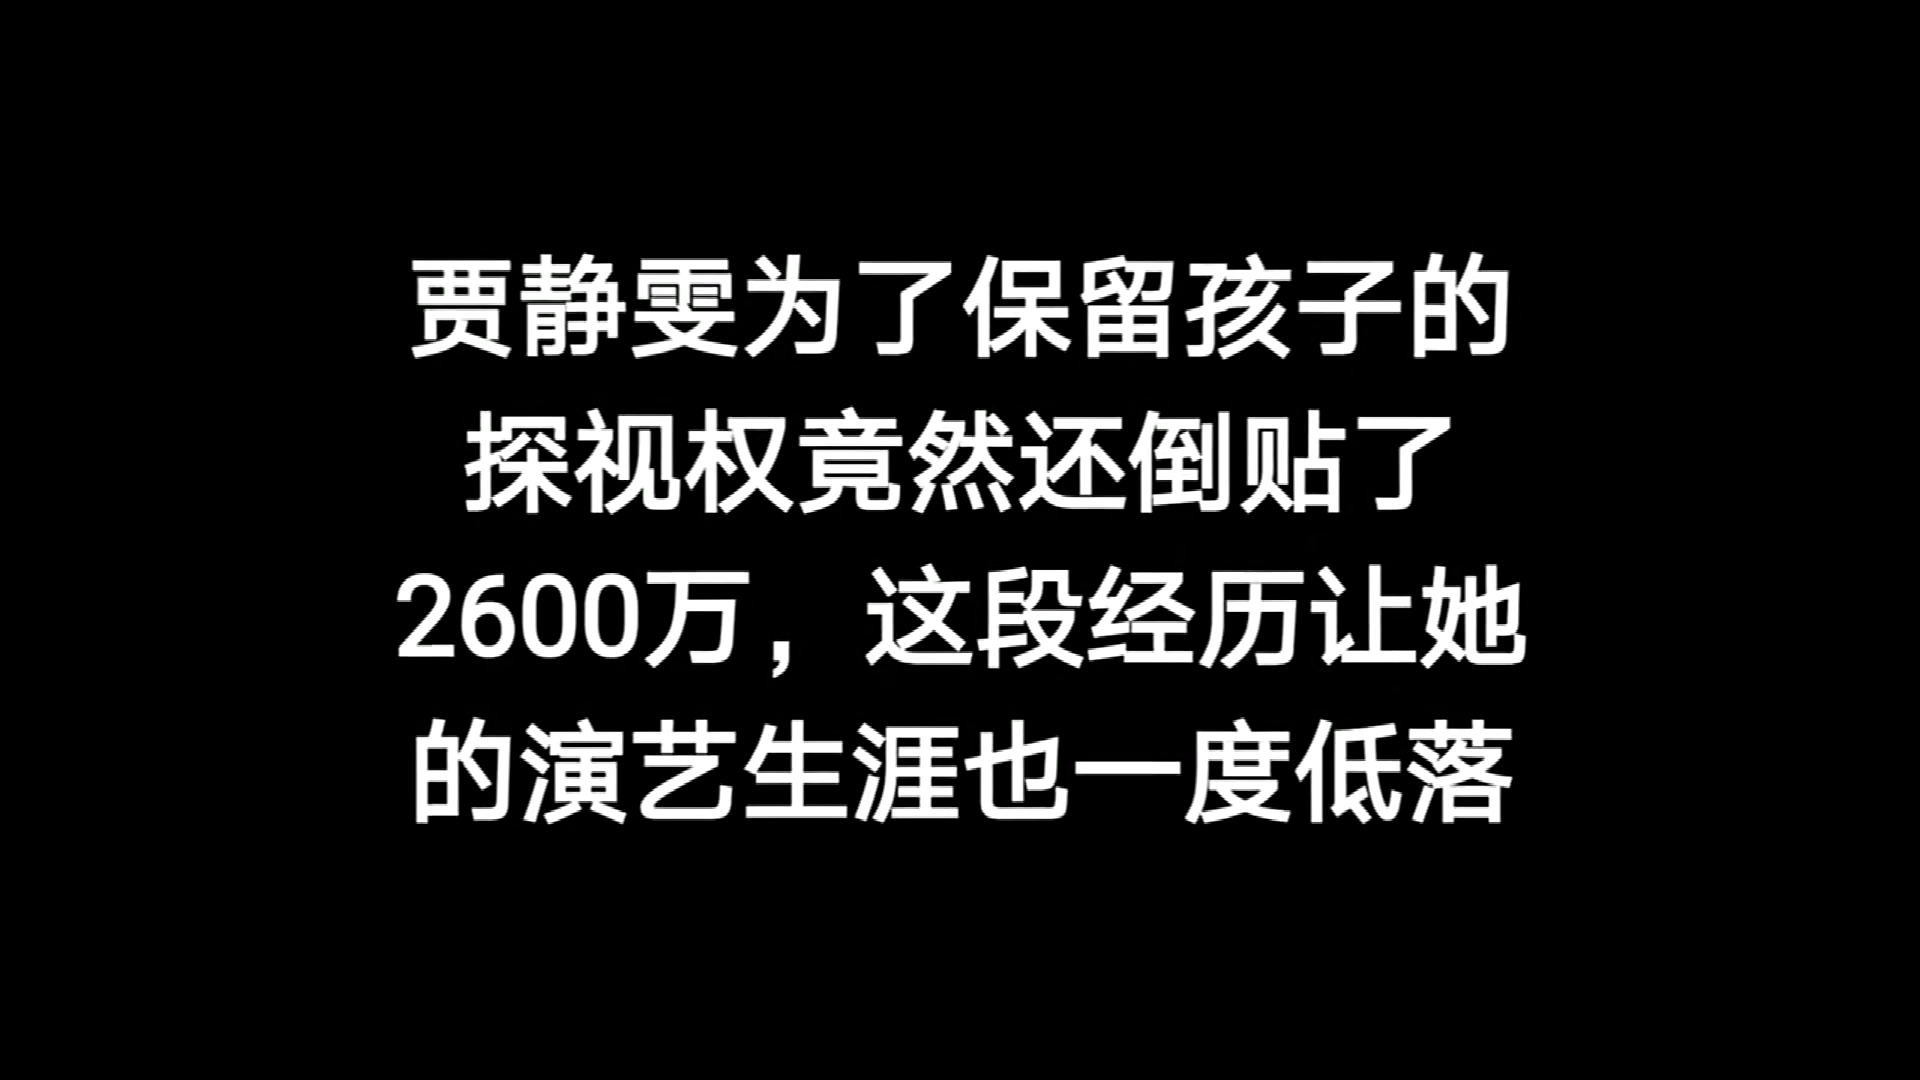 贾静雯为了保留孩子的
探视权竟然还倒贴了
2600万，这段经历让她
的演艺生涯也一度低落